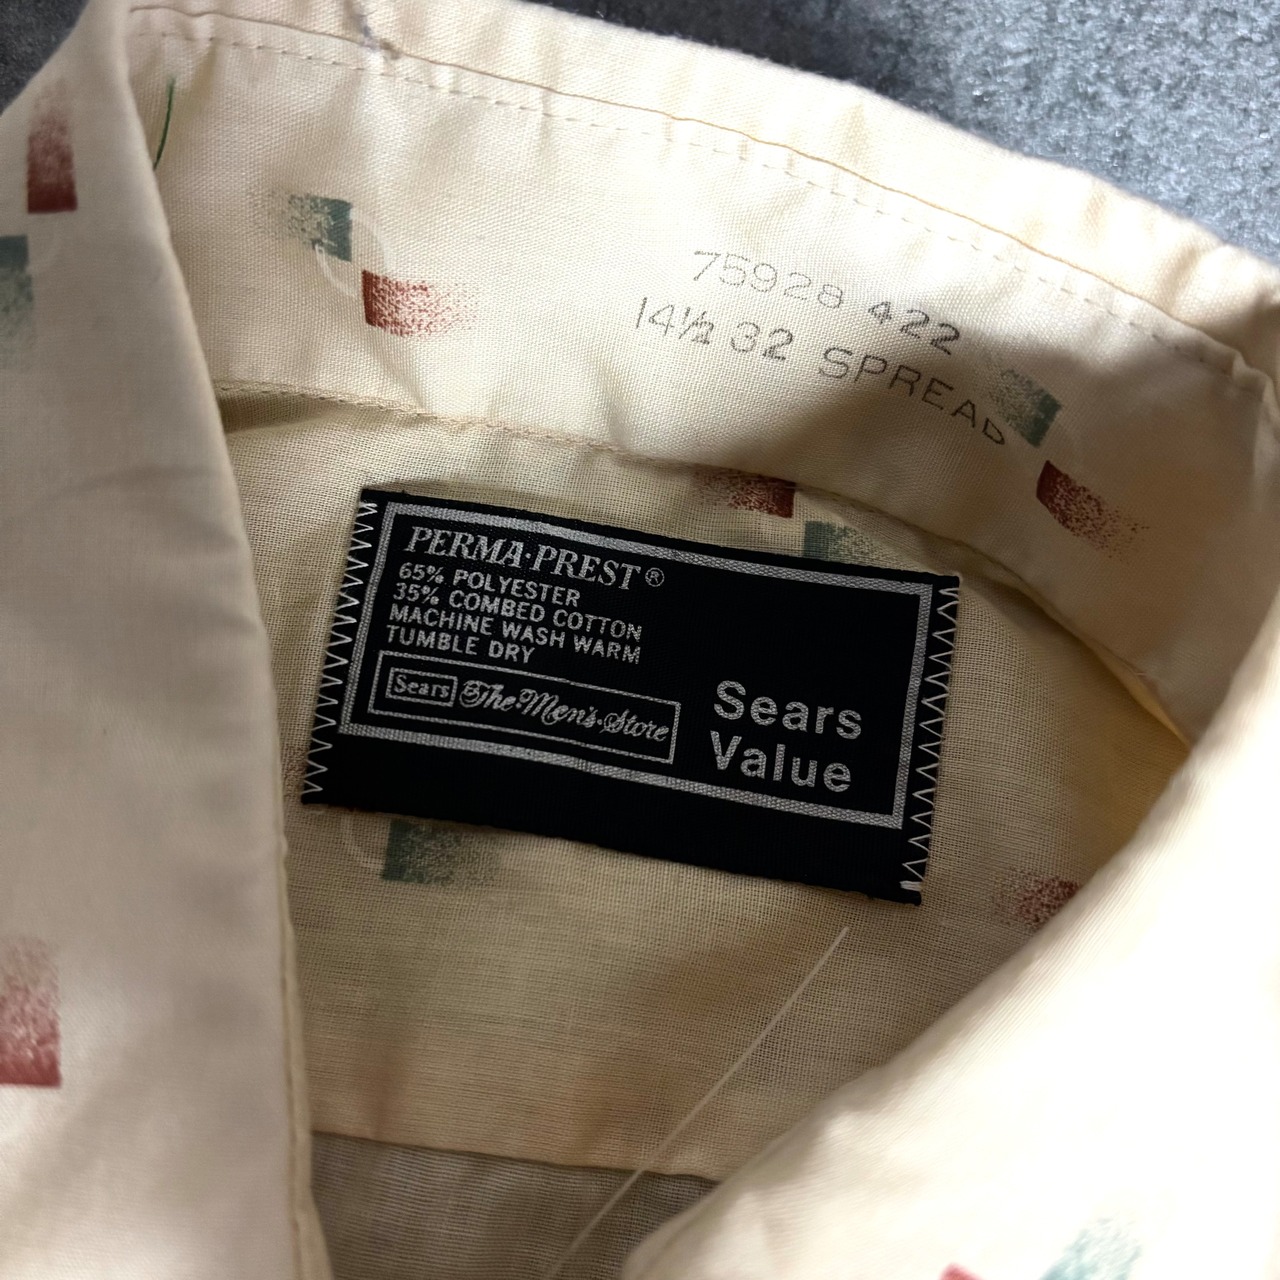 75928 422
14½ 32 SPREAD
PERMA·PREST®
65% POLYESTER
35% COMBED COTTON
MACHINE WASH WARM
TUMBLE DRY
Sears The·Men's·Store
Sears
Value